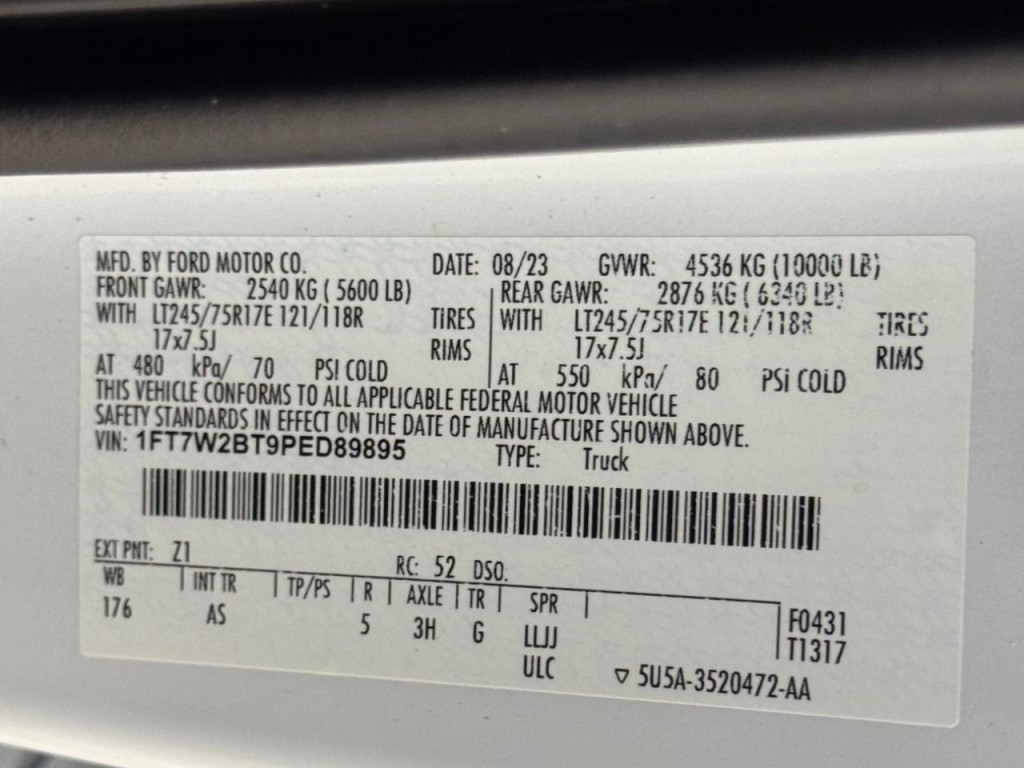 MFD. BY FORD MOTOR CO. DATE: 08/23 GVWR: 4536 KG (10000 LB)
FRONT GAWR: 2540 KG ( 5600 LB) REAR GAWR: 2876 KG ( 6340 LB)
WITH LT245/75R17E 121/118R TIRES WITH LT245/75R17E 121/118R TIRES
17x7.5J RIMS 17x7.5J RIMS
AT 480 kPa/ 70 PSI COLD AT 550 kPa/ 80 PSi COLD
THIS VEHICLE CONFORMS TO ALL APPLICABLE FEDERAL MOTOR VEHICLE
SAFETY STANDARDS IN EFFECT ON THE DATE OF MANUFACTURE SHOWN ABOVE.
VIN: 1FT7W2BT9PED89895 TYPE: Truck
EXT PNT: Z1 RC: 52 DSO.
WB INT TR TP/PS R AXLE TR SPR F0431
176 AS 5 3H G LLJJ T1317
ULC ▽ 5U5A-3520472-AA